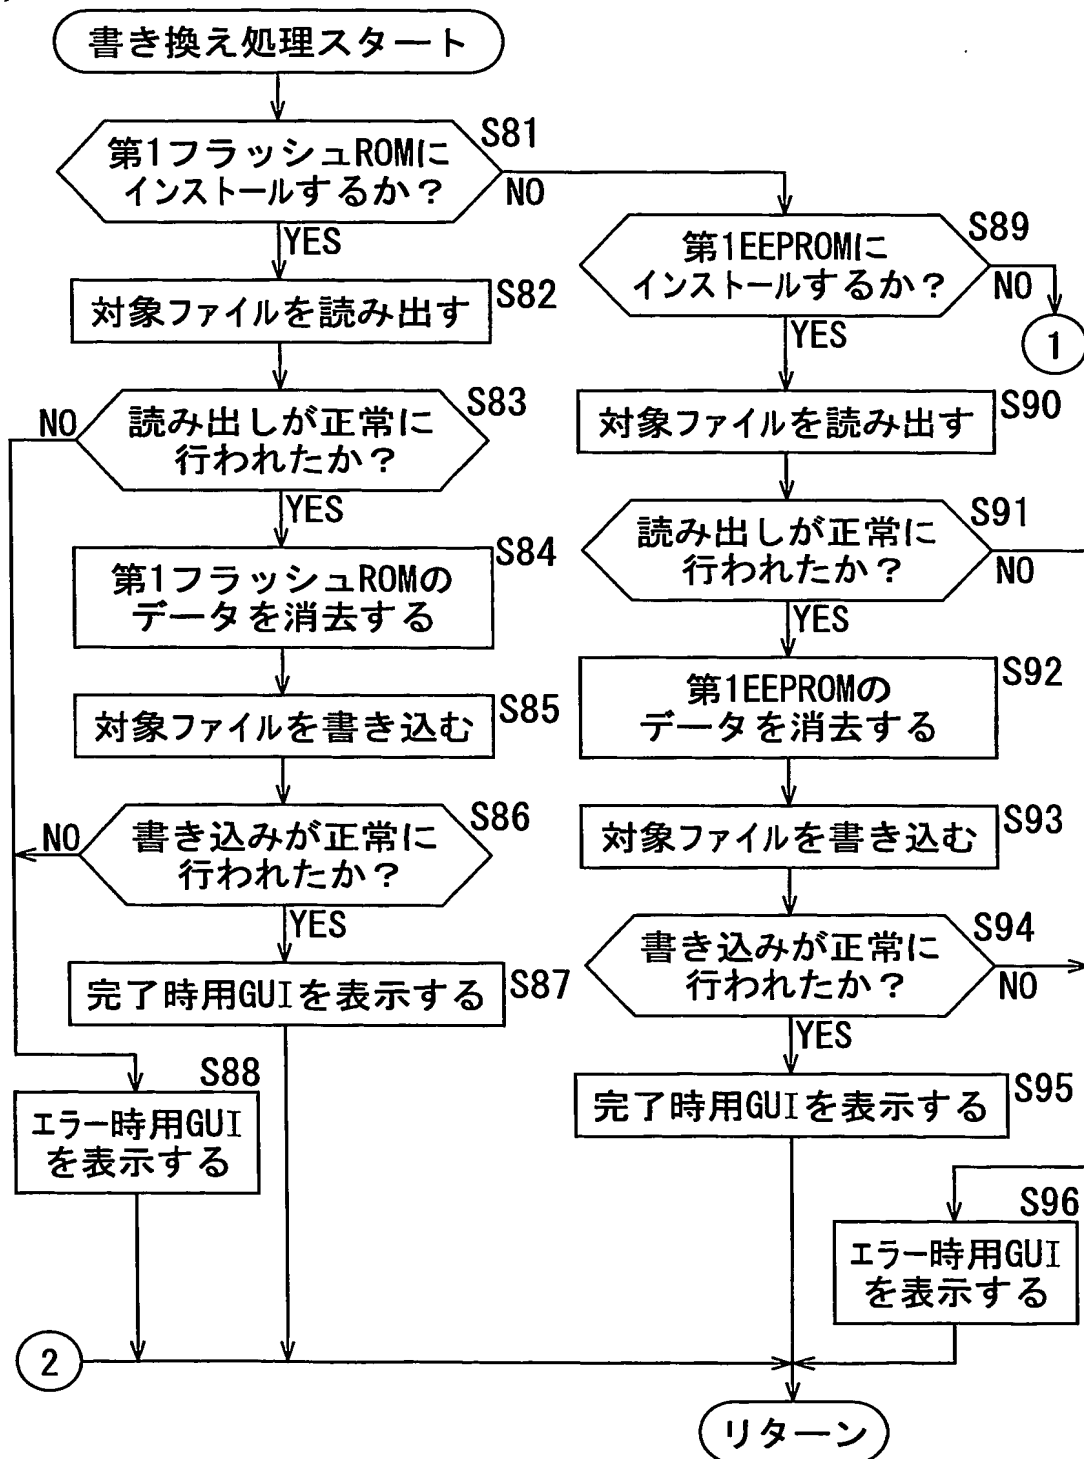 書き換え処理スタート
第1フラッシュROMに
インストールするか?
S81
NO
YES
対象ファイルを読み出す
S82
読み出しが正常に
行われたか?
S83
NO
YES
第1フラッシュROMの
データを消去する
S84
対象ファイルを書き込む
S85
書き込みが正常に
行われたか?
S86
NO
YES
完了時用GUIを表示する
S87
S88
エラー時用GUI
を表示する
2
第1EEPROMに
インストールするか?
S89
NO
1
YES
対象ファイルを読み出す
S90
読み出しが正常に
行われたか?
S91
NO
YES
第1EEPROMの
データを消去する
S92
対象ファイルを書き込む
S93
書き込みが正常に
行われたか?
S94
NO
YES
完了時用GUIを表示する
S95
S96
エラー時用GUI
を表示する
リターン